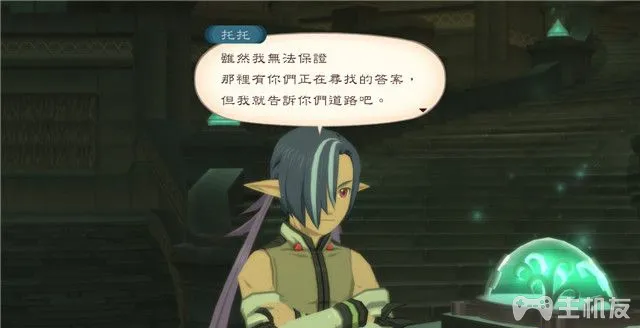 托托
雖然我無法保證
那裡有你們正在尋找的答案，
但我就告訴你們道路吧。
主机友